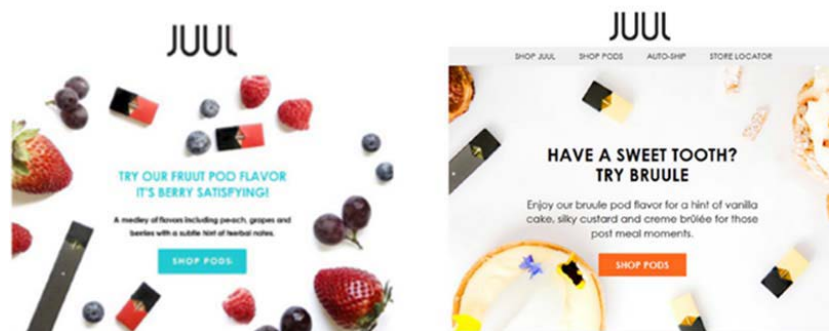 JUUL
TRY OUR FRUUT POD FLAVOR
IT'S BERRY SATISFYING!
A medley of flavors including peach, grapes and
berries with a subtle hint of herbal notes.
SHOP PODS
JUUL
SHOP JUUL SHOP PODS AUTO-SHIP STORE LOCATOR
HAVE A SWEET TOOTH?
TRY BRUULE
Enjoy our bruule pod flavor for a hint of vanilla
cake, silky custard and creme brûlée for those
post meal moments.
SHOP PODS